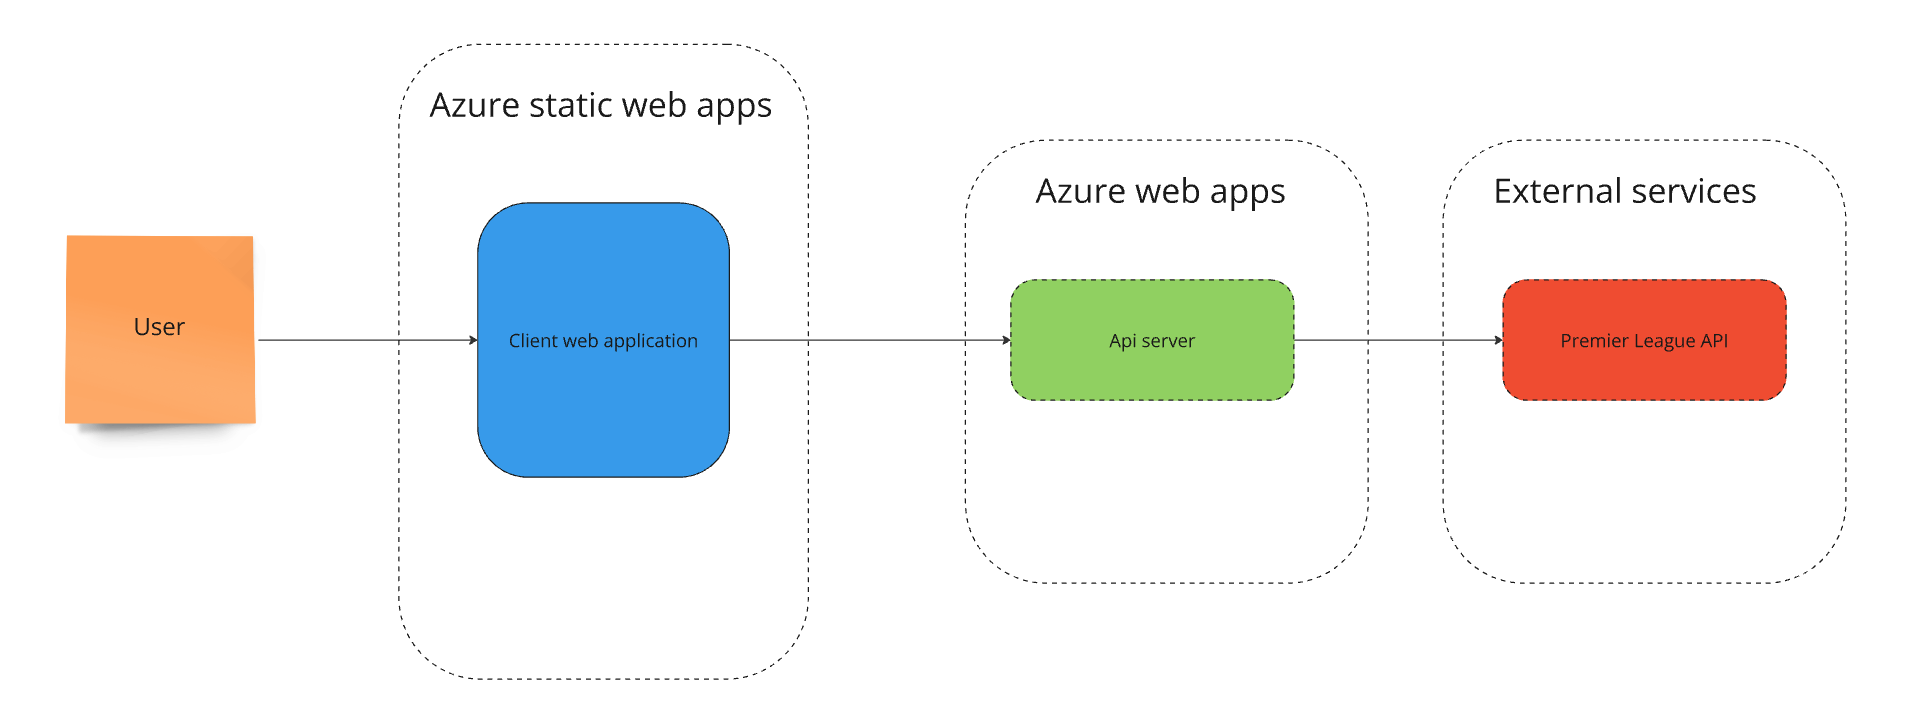 Azure static web apps
Azure web apps
External services
User
Client web application
Api server
Premier League API